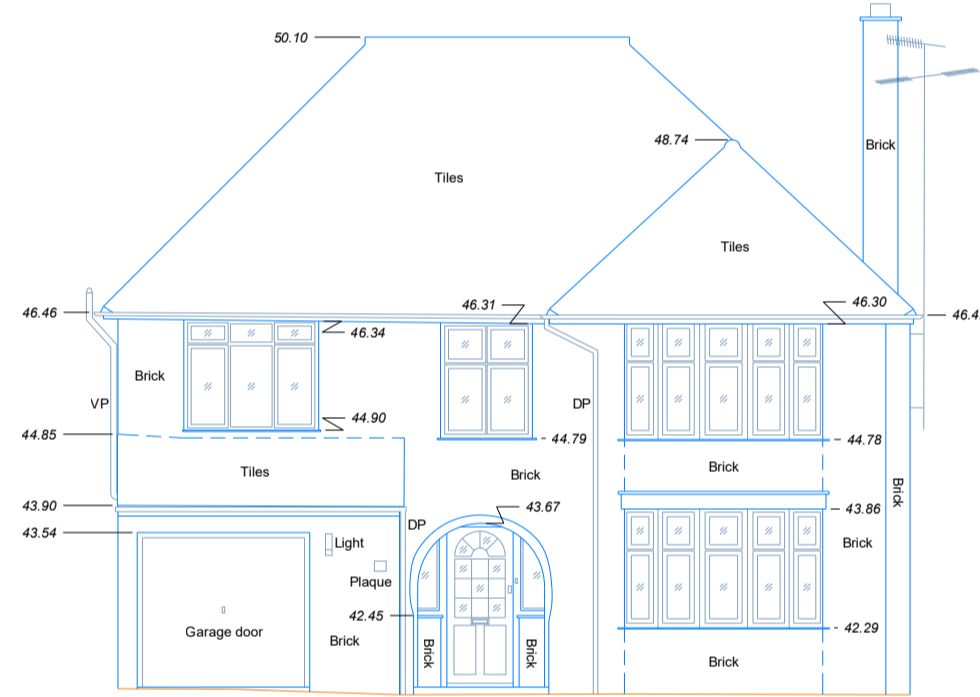 50.10
Brick
48.74
Tiles
Tiles
46.46
46.31
46.30
46.4
46.34
Brick
VP
DP
44.90
44.85
44.79
44.78
Tiles
Brick
Brick
Brick
43.90
43.67
43.86
43.54
DP
Light
Brick
Plaque
42.45
Garage door
Brick
Brick
Brick
42.29
Brick